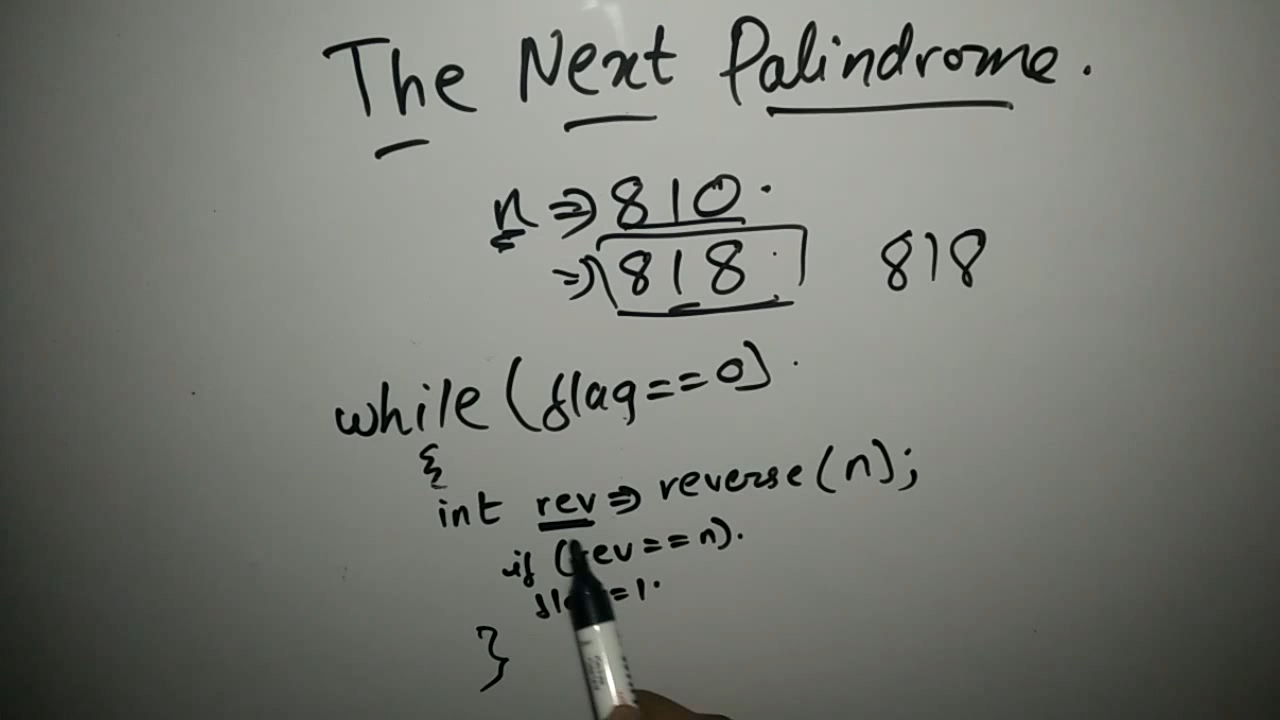 The Next Palindrome.
n ⇒ 810.
⇒ 818 818
while (flag==0)
{
int rev ⇒ reverse(n);
if (rev==n).
=1.
}